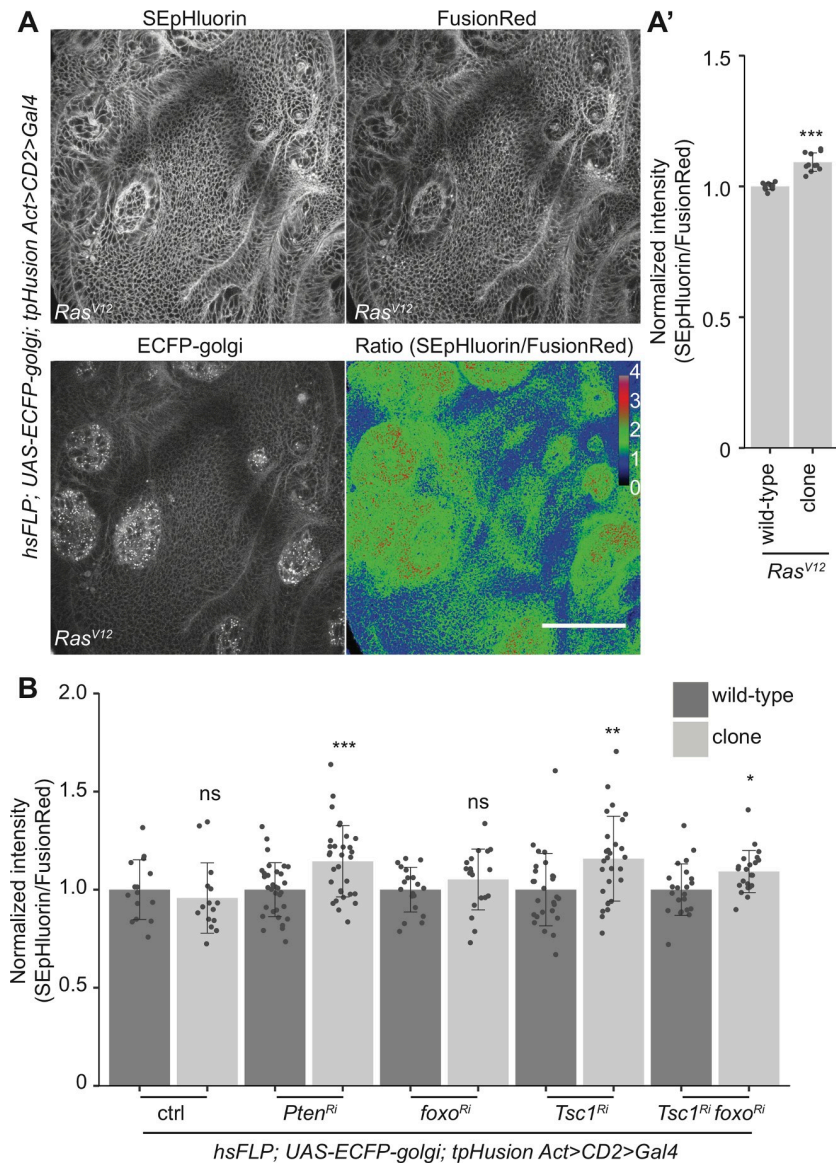 A
SEpHluorin
FusionRed
hsFLP; UAS-ECFP-golgi; tpHusion Act>CD2>Gal4
Ras^V12
Ras^V12
ECFP-golgi
Ratio (SEpHluorin/FusionRed)
4
3
2
1
0
Ras^V12
A'
Normalized intensity
(SEpHluorin/FusionRed)
1.5
1.0
0.5
0
***
wild-type
clone
Ras^V12
B
Normalized intensity
(SEpHluorin/FusionRed)
2.0
1.5
1.0
0.5
0
wild-type
clone
ns
***
ns
**
*
ctrl
Pten^Ri
foxo^Ri
Tsc1^Ri
Tsc1^Ri foxo^Ri
hsFLP; UAS-ECFP-golgi; tpHusion Act>CD2>Gal4